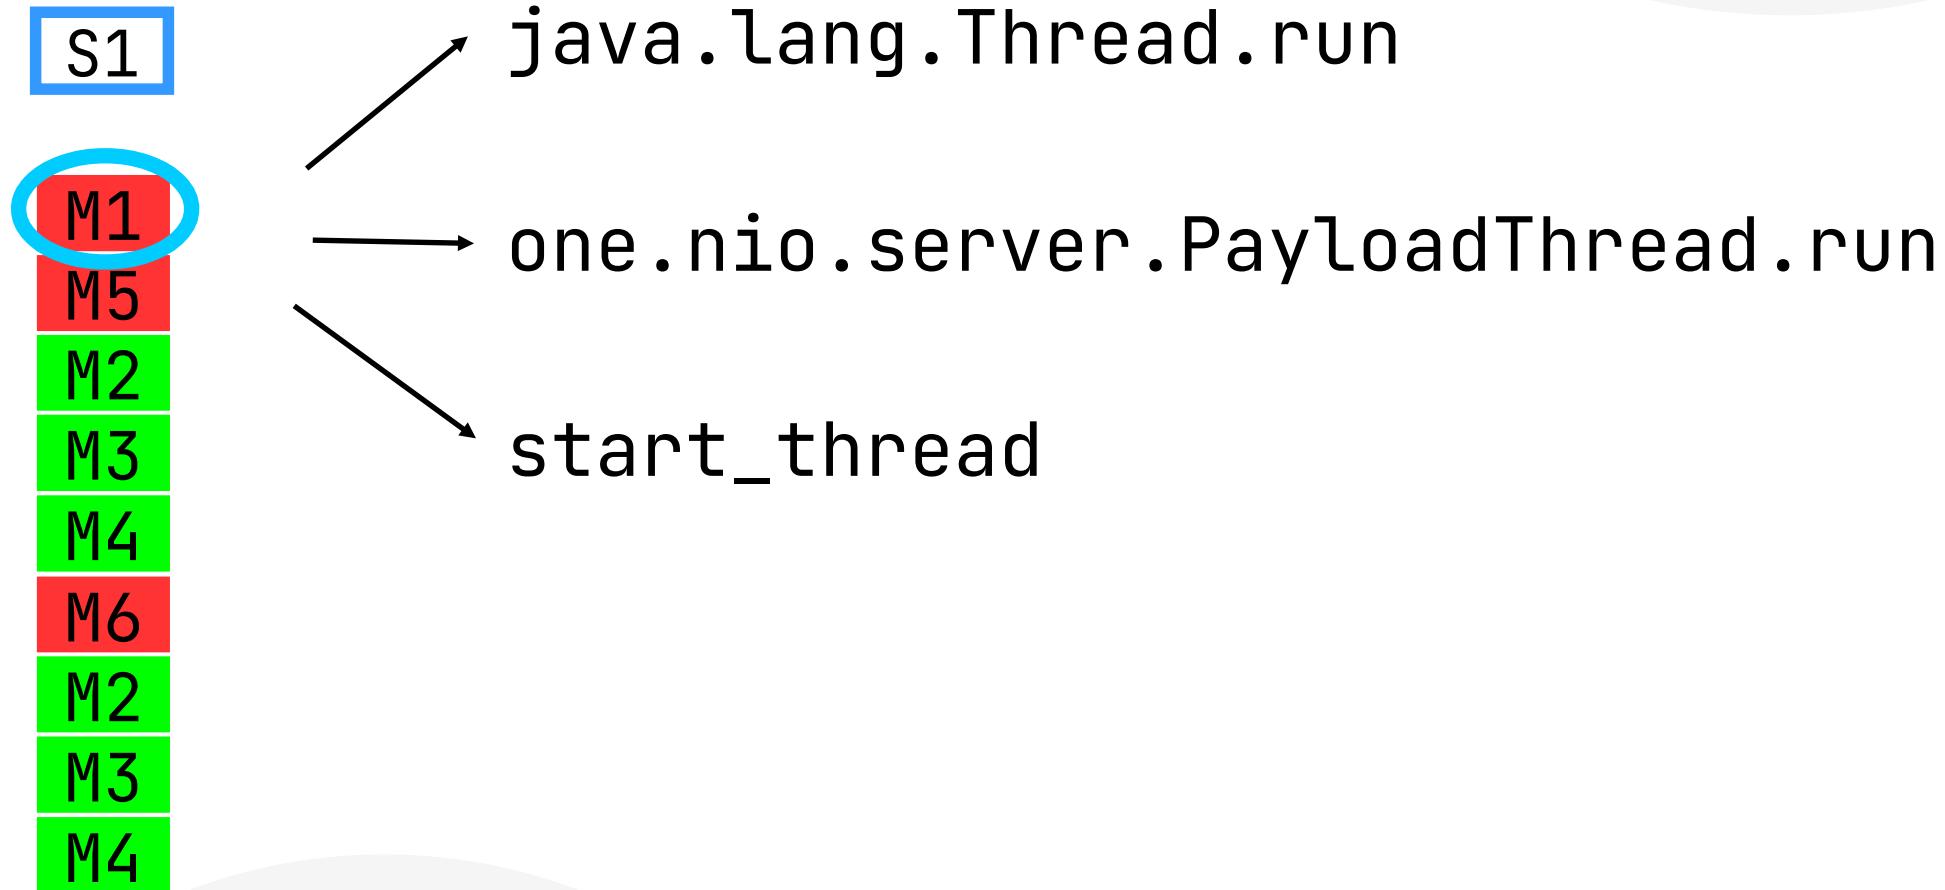 S1
java.lang.Thread.run
M1
one.nio.server.PayloadThread.run
M5
M2
M3
start_thread
M4
M6
M2
M3
M4